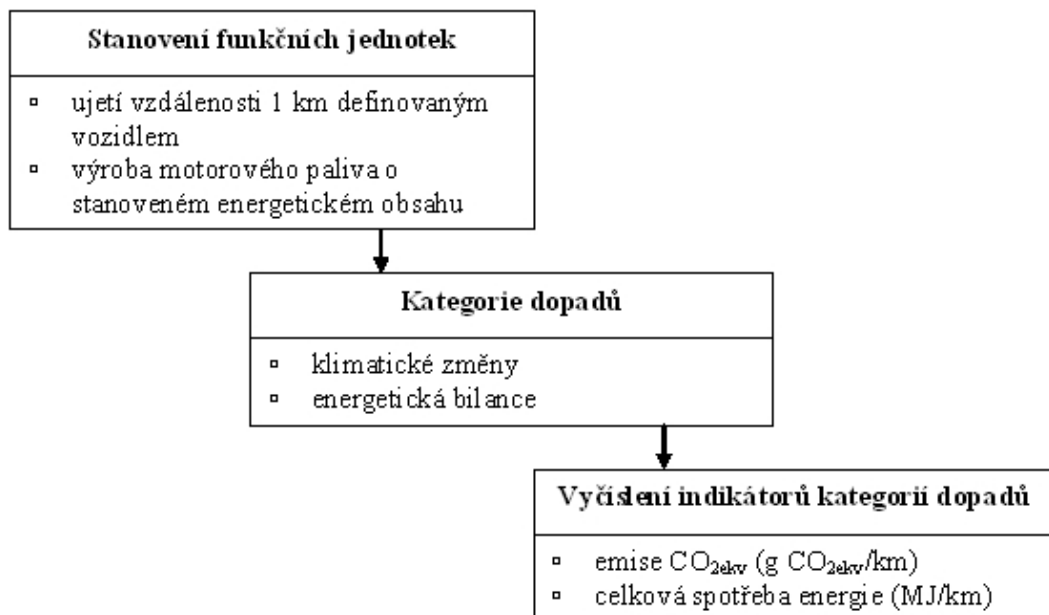 Stanovení funkčních jednotek
▫ ujetí vzdálenosti 1 km definovaným
vozidlem
▫ výroba motorového paliva o
stanoveném energetickém obsahu
Kategorie dopadů
▫ klimatické změny
▫ energetická bilance
Vyčíslení indikátorů kategorií dopadů
▫ emise CO₂ekv (g CO₂ekv/km)
▫ celková spotřeba energie (MJ/km)